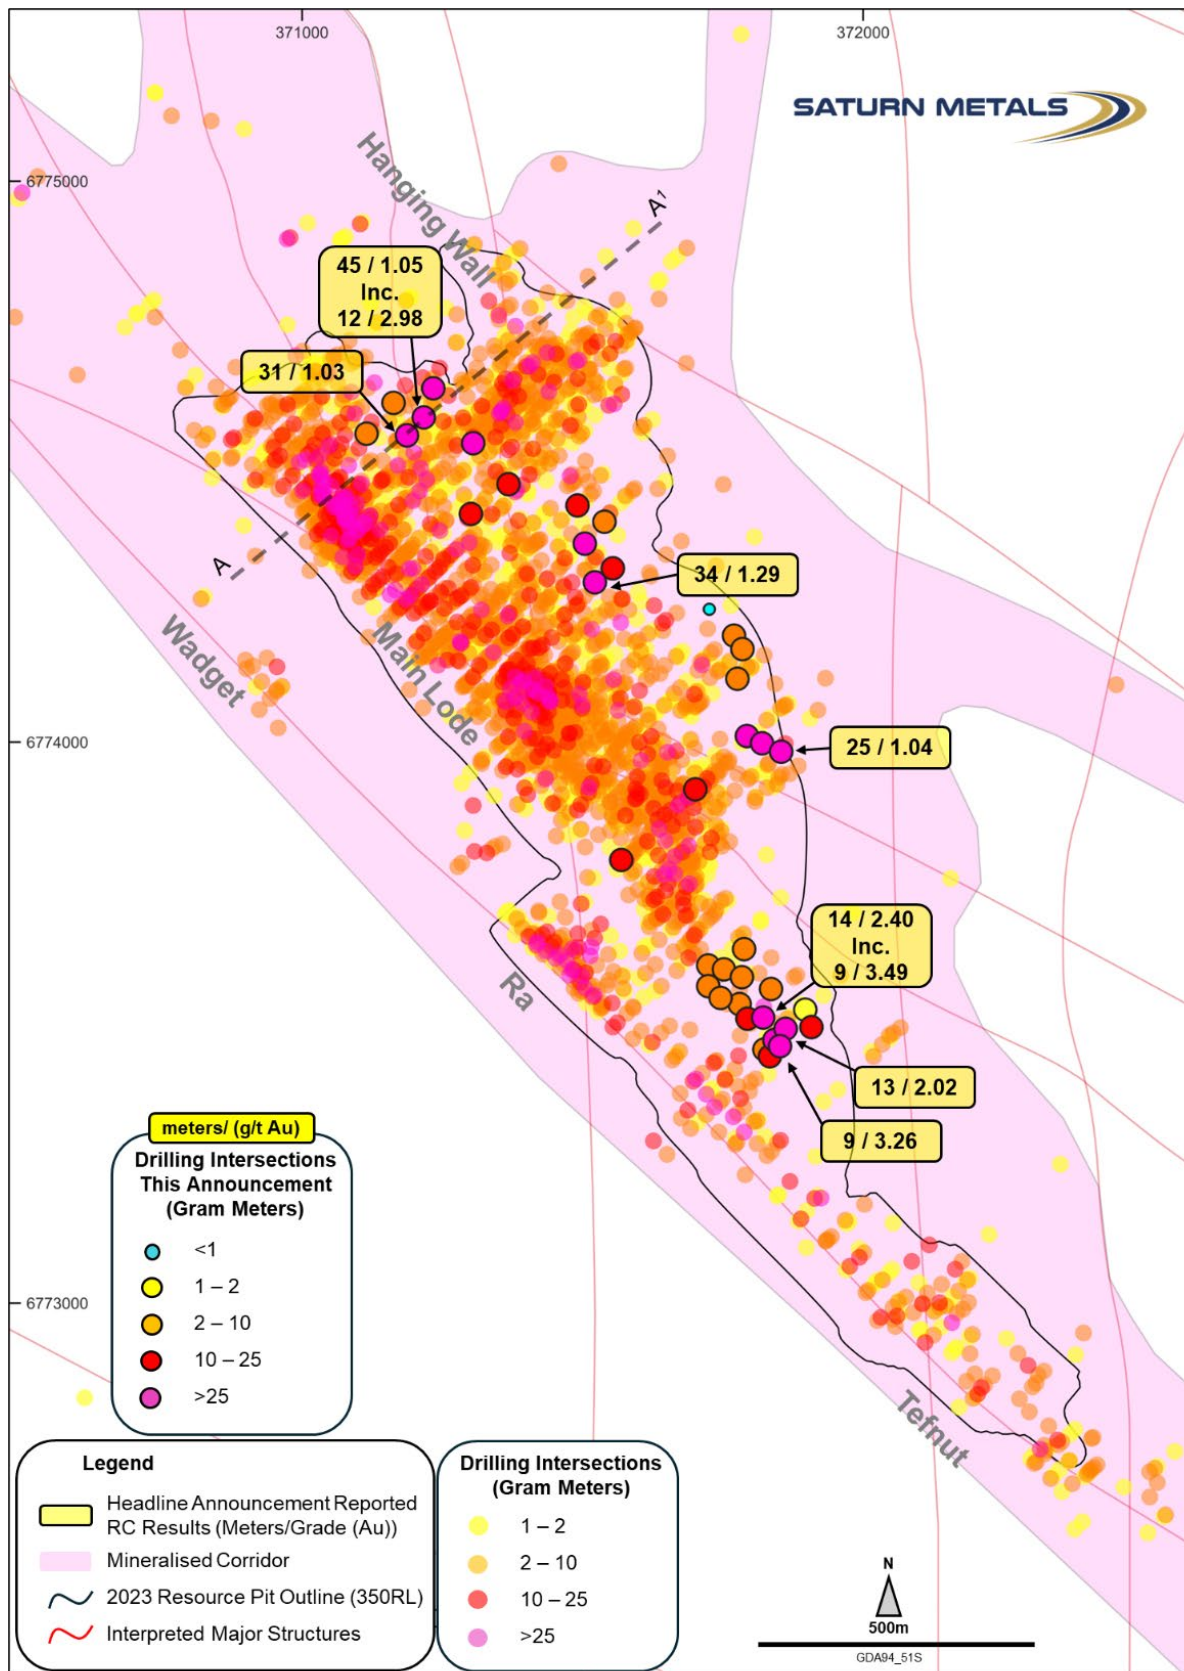 371000
372000
SATURN METALS
6775000
Hanging Wall
A¹
45 / 1.05
Inc.
12 / 2.98
31 / 1.03
A
34 / 1.29
Wadget
Main Lode
6774000
25 / 1.04
14 / 2.40
Inc.
9 / 3.49
Ra
13 / 2.02
9 / 3.26
meters/ (g/t Au)
Drilling Intersections
This Announcement
(Gram Meters)
<1
1 – 2
2 – 10
10 – 25
>25
6773000
Tefnut
Legend
Headline Announcement Reported
RC Results (Meters/Grade (Au))
Mineralised Corridor
2023 Resource Pit Outline (350RL)
Interpreted Major Structures
Drilling Intersections
(Gram Meters)
1 – 2
2 – 10
10 – 25
>25
N
500m
GDA94_51S